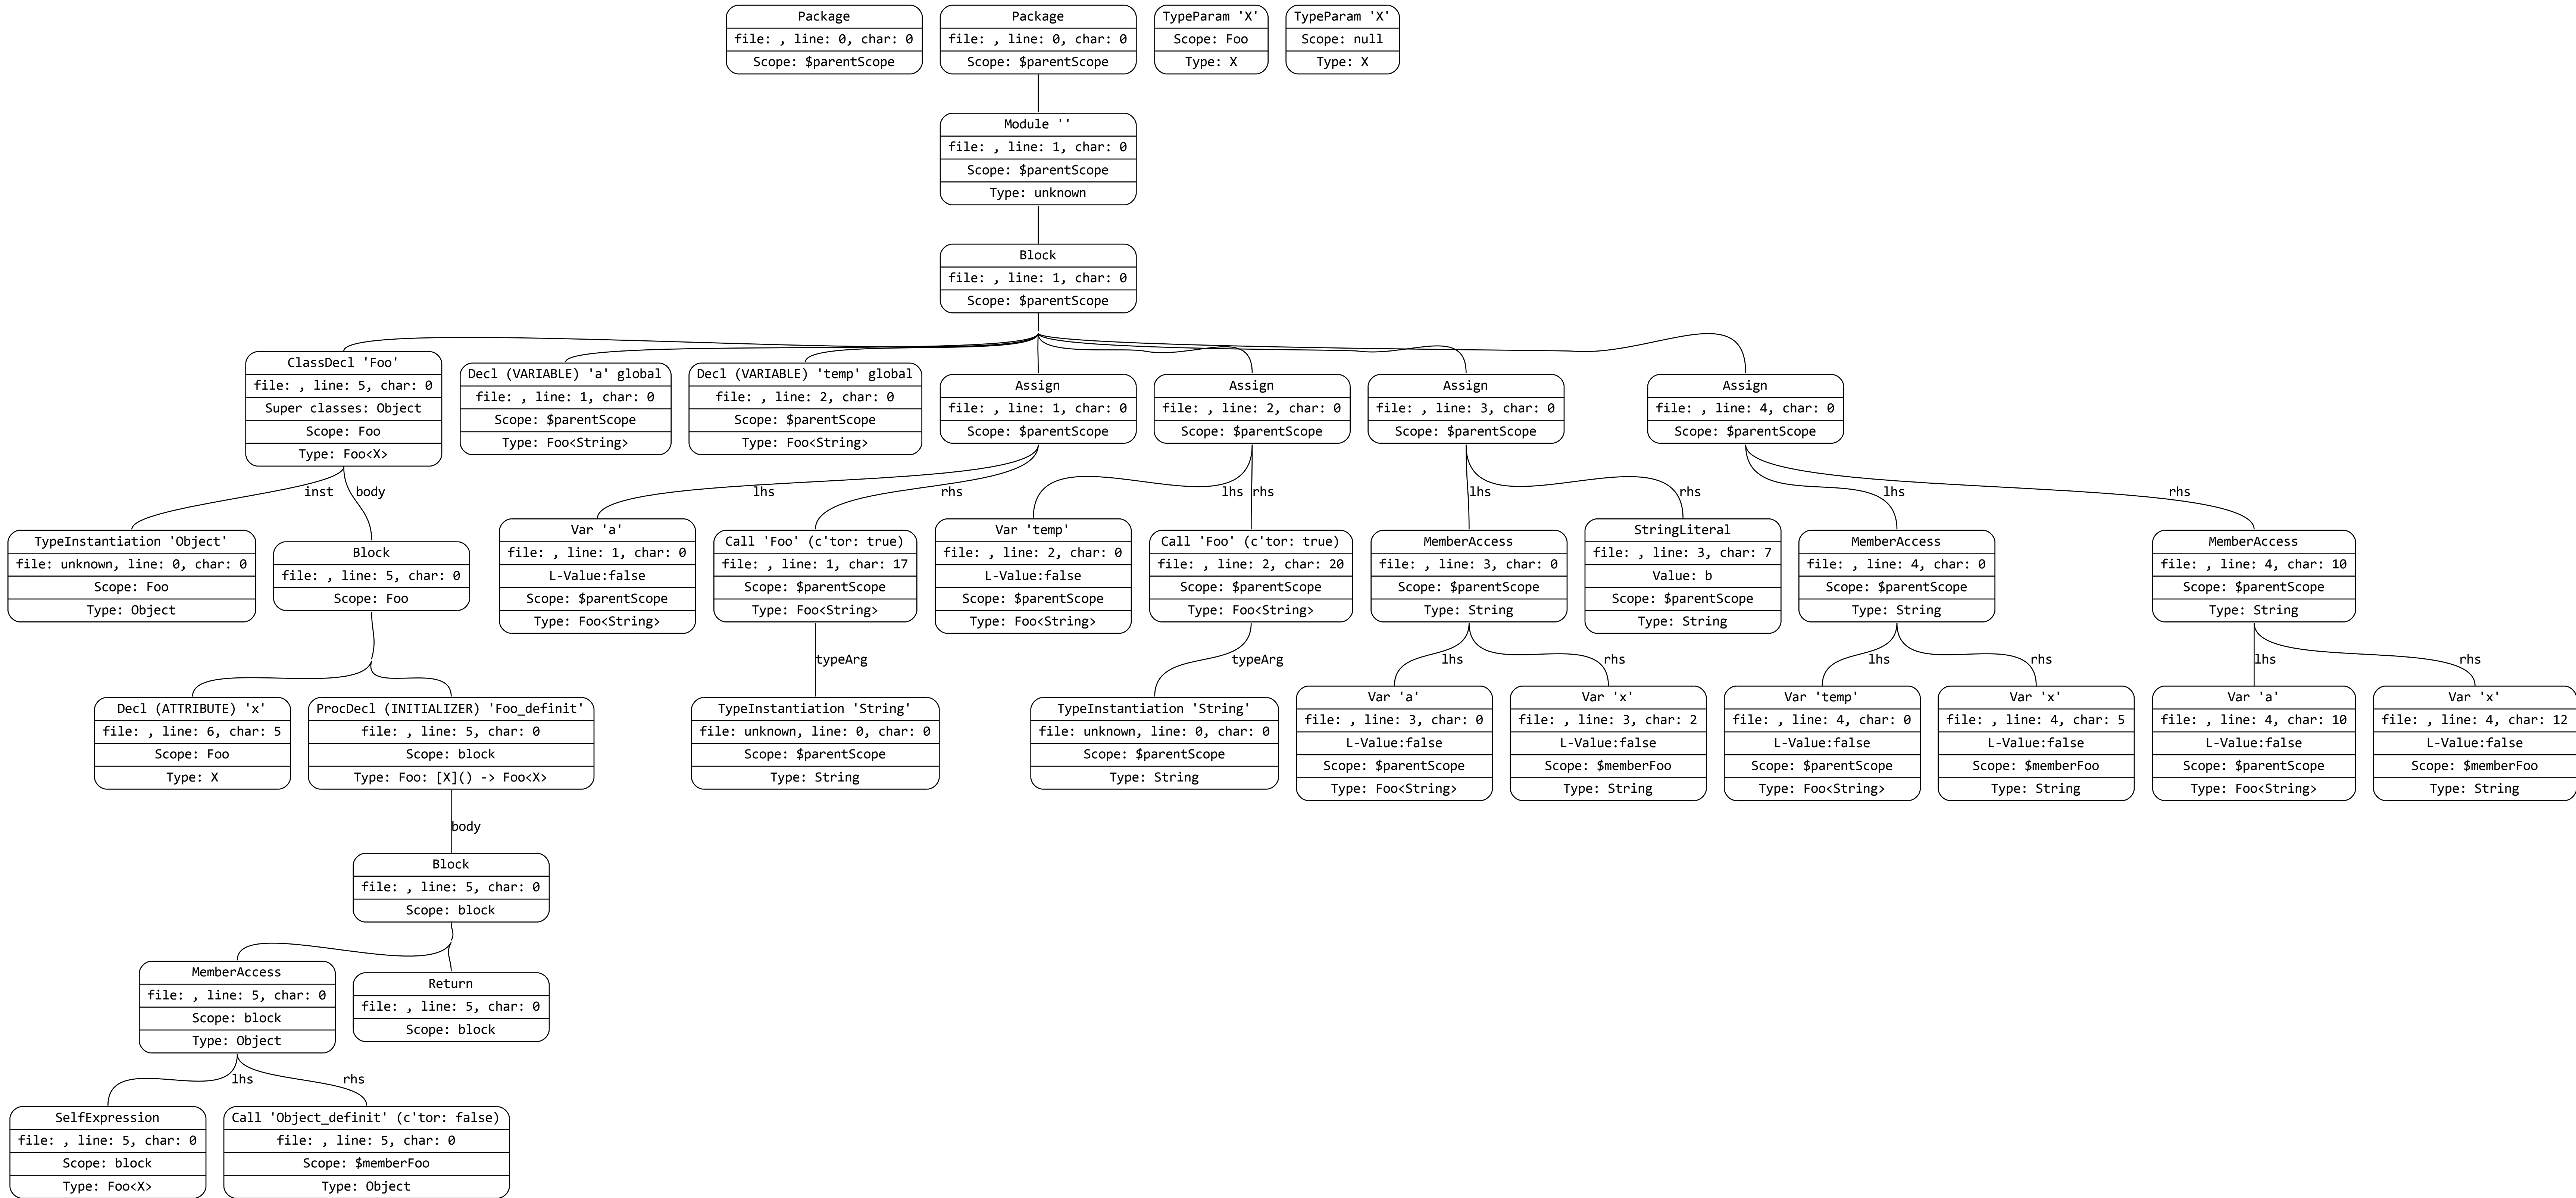 Package
file: , line: 0, char: 0
Scope: $parentScope
Package
file: , line: 0, char: 0
Scope: $parentScope
TypeParam 'X'
Scope: Foo
Type: X
TypeParam 'X'
Scope: null
Type: X
Module ''
file: , line: 1, char: 0
Scope: $parentScope
Type: unknown
Block
file: , line: 1, char: 0
Scope: $parentScope
ClassDecl 'Foo'
file: , line: 5, char: 0
Super classes: Object
Scope: Foo
Type: Foo<X>
Decl (VARIABLE) 'a' global
file: , line: 1, char: 0
Scope: $parentScope
Type: Foo<String>
Decl (VARIABLE) 'temp' global
file: , line: 2, char: 0
Scope: $parentScope
Type: Foo<String>
Assign
file: , line: 1, char: 0
Scope: $parentScope
Assign
file: , line: 2, char: 0
Scope: $parentScope
Assign
file: , line: 3, char: 0
Scope: $parentScope
Assign
file: , line: 4, char: 0
Scope: $parentScope
inst
body
lhs
rhs
lhs
rhs
lhs
rhs
lhs
rhs
TypeInstantiation 'Object'
file: unknown, line: 0, char: 0
Scope: Foo
Type: Object
Block
file: , line: 5, char: 0
Scope: Foo
Var 'a'
file: , line: 1, char: 0
L-Value:false
Scope: $parentScope
Type: Foo<String>
Call 'Foo' (c'tor: true)
file: , line: 1, char: 17
Scope: $parentScope
Type: Foo<String>
Var 'temp'
file: , line: 2, char: 0
L-Value:false
Scope: $parentScope
Type: Foo<String>
Call 'Foo' (c'tor: true)
file: , line: 2, char: 20
Scope: $parentScope
Type: Foo<String>
MemberAccess
file: , line: 3, char: 0
Scope: $parentScope
Type: String
StringLiteral
file: , line: 3, char: 7
Value: b
Scope: $parentScope
Type: String
MemberAccess
file: , line: 4, char: 0
Scope: $parentScope
Type: String
MemberAccess
file: , line: 4, char: 10
Scope: $parentScope
Type: String
typeArg
typeArg
lhs
rhs
lhs
rhs
lhs
rhs
Decl (ATTRIBUTE) 'x'
file: , line: 6, char: 5
Scope: Foo
Type: X
ProcDecl (INITIALIZER) 'Foo_definit'
file: , line: 5, char: 0
Scope: block
Type: Foo: [X]() -> Foo<X>
TypeInstantiation 'String'
file: unknown, line: 0, char: 0
Scope: $parentScope
Type: String
TypeInstantiation 'String'
file: unknown, line: 0, char: 0
Scope: $parentScope
Type: String
Var 'a'
file: , line: 3, char: 0
L-Value:false
Scope: $parentScope
Type: Foo<String>
Var 'x'
file: , line: 3, char: 2
L-Value:false
Scope: $memberFoo
Type: String
Var 'temp'
file: , line: 4, char: 0
L-Value:false
Scope: $parentScope
Type: Foo<String>
Var 'x'
file: , line: 4, char: 5
L-Value:false
Scope: $memberFoo
Type: String
Var 'a'
file: , line: 4, char: 10
L-Value:false
Scope: $parentScope
Type: Foo<String>
Var 'x'
file: , line: 4, char: 12
L-Value:false
Scope: $memberFoo
Type: String
body
Block
file: , line: 5, char: 0
Scope: block
MemberAccess
file: , line: 5, char: 0
Scope: block
Type: Object
Return
file: , line: 5, char: 0
Scope: block
lhs
rhs
SelfExpression
file: , line: 5, char: 0
Scope: block
Type: Foo<X>
Call 'Object_definit' (c'tor: false)
file: , line: 5, char: 0
Scope: $memberFoo
Type: Object